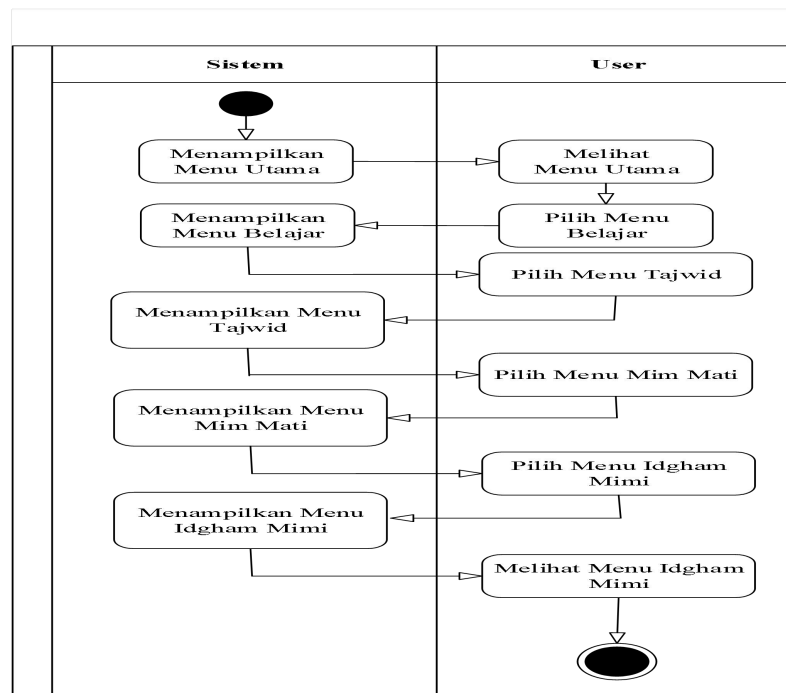 Sistem
User
Menampilkan
Menu Utama
Melihat
Menu Utama
Menampilkan
Menu Belajar
Pilih Menu
Belajar
Pilih Menu Tajwid
Menampilkan Menu
Tajwid
Pilih Menu Mim Mati
Menampilkan Menu
Mim Mati
Pilih Menu Idgham
Mimi
Menampilkan Menu
Idgham Mimi
Melihat Menu Idgham
Mimi